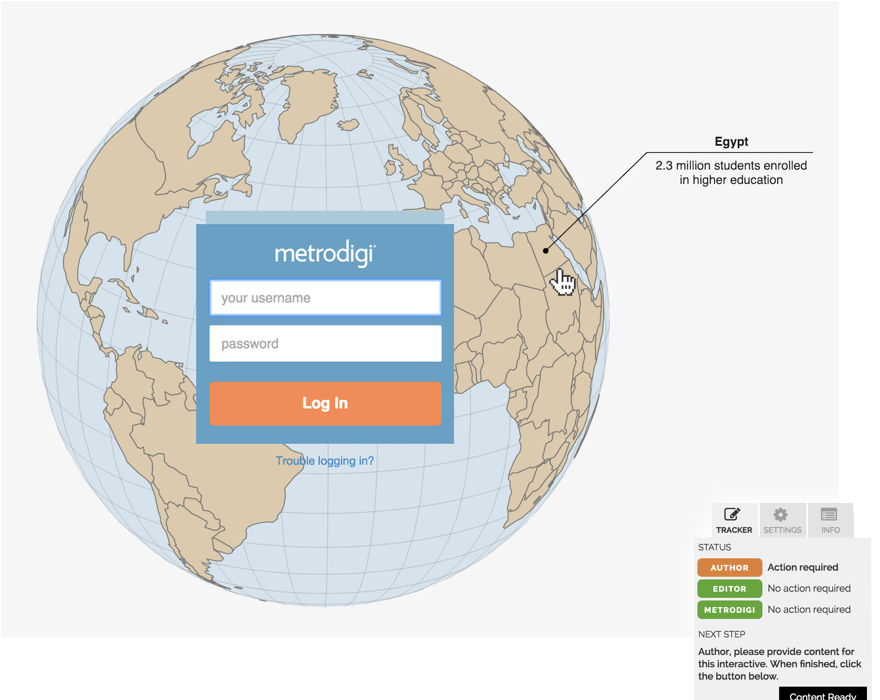 Egypt
2.3 million students enrolled
in higher education
metrodigi
your username
password
Log In
Trouble logging in?
TRACKER
SETTINGS
INFO
STATUS
AUTHOR Action required
EDITOR No action required
METRODIGI No action required
NEXT STEP
Author, please provide content for
this interactive. When finished, click
the button below.
Content Ready